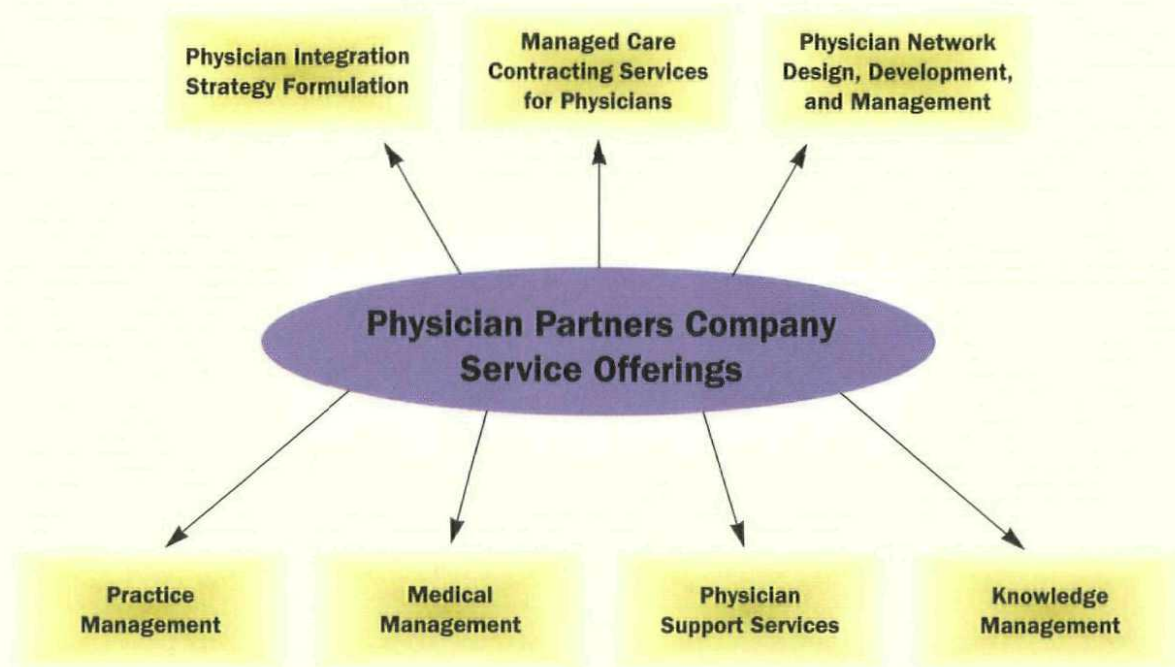 Physician Integration
Strategy Formulation
Managed Care
Contracting Services
for Physicians
Physician Network
Design, Development,
and Management
Physician Partners Company
Service Offerings
Practice
Management
Medical
Management
Physician
Support Services
Knowledge
Management